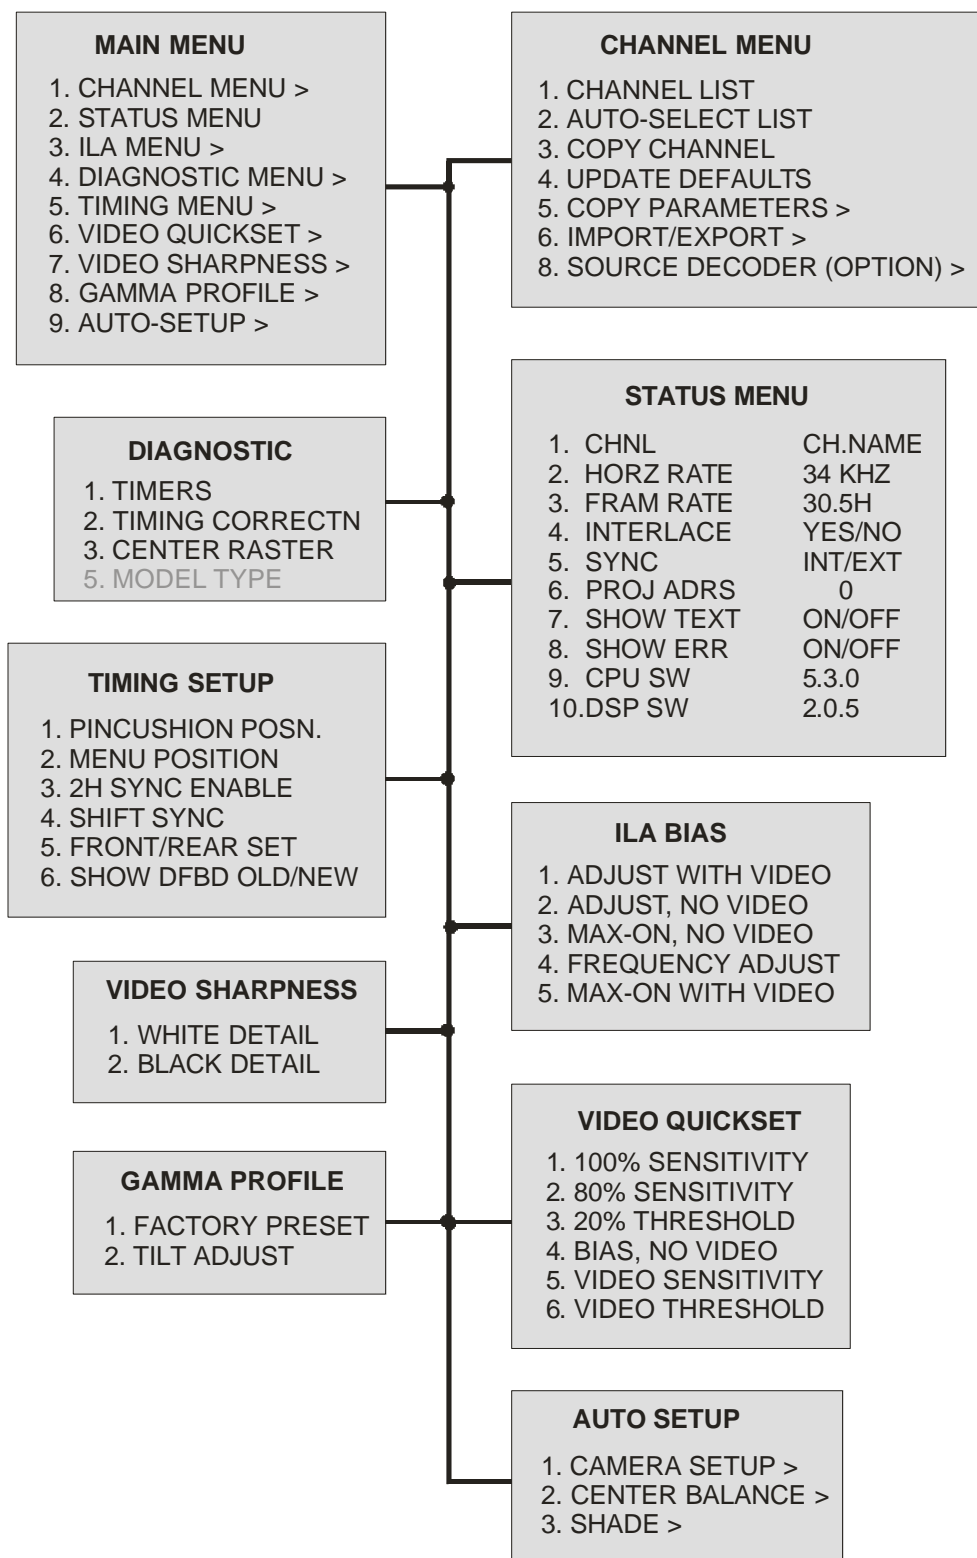 MAIN MENU
1. CHANNEL MENU >
2. STATUS MENU
3. ILA MENU >
4. DIAGNOSTIC MENU >
5. TIMING MENU >
6. VIDEO QUICKSET >
7. VIDEO SHARPNESS >
8. GAMMA PROFILE >
9. AUTO-SETUP >
CHANNEL MENU
1. CHANNEL LIST
2. AUTO-SELECT LIST
3. COPY CHANNEL
4. UPDATE DEFAULTS
5. COPY PARAMETERS >
6. IMPORT/EXPORT >
8. SOURCE DECODER (OPTION) >
DIAGNOSTIC
1. TIMERS
2. TIMING CORRECTN
3. CENTER RASTER
5. MODEL TYPE
STATUS MENU
1. CHNL CH.NAME
2. HORZ RATE 34 KHZ
3. FRAM RATE 30.5H
4. INTERLACE YES/NO
5. SYNC INT/EXT
6. PROJ ADRS 0
7. SHOW TEXT ON/OFF
8. SHOW ERR ON/OFF
9. CPU SW 5.3.0
10.DSP SW 2.0.5
TIMING SETUP
1. PINCUSHION POSN.
2. MENU POSITION
3. 2H SYNC ENABLE
4. SHIFT SYNC
5. FRONT/REAR SET
6. SHOW DFBD OLD/NEW
ILA BIAS
1. ADJUST WITH VIDEO
2. ADJUST, NO VIDEO
3. MAX-ON, NO VIDEO
4. FREQUENCY ADJUST
5. MAX-ON WITH VIDEO
VIDEO SHARPNESS
1. WHITE DETAIL
2. BLACK DETAIL
VIDEO QUICKSET
1. 100% SENSITIVITY
2. 80% SENSITIVITY
3. 20% THRESHOLD
4. BIAS, NO VIDEO
5. VIDEO SENSITIVITY
6. VIDEO THRESHOLD
GAMMA PROFILE
1. FACTORY PRESET
2. TILT ADJUST
AUTO SETUP
1. CAMERA SETUP >
2. CENTER BALANCE >
3. SHADE >